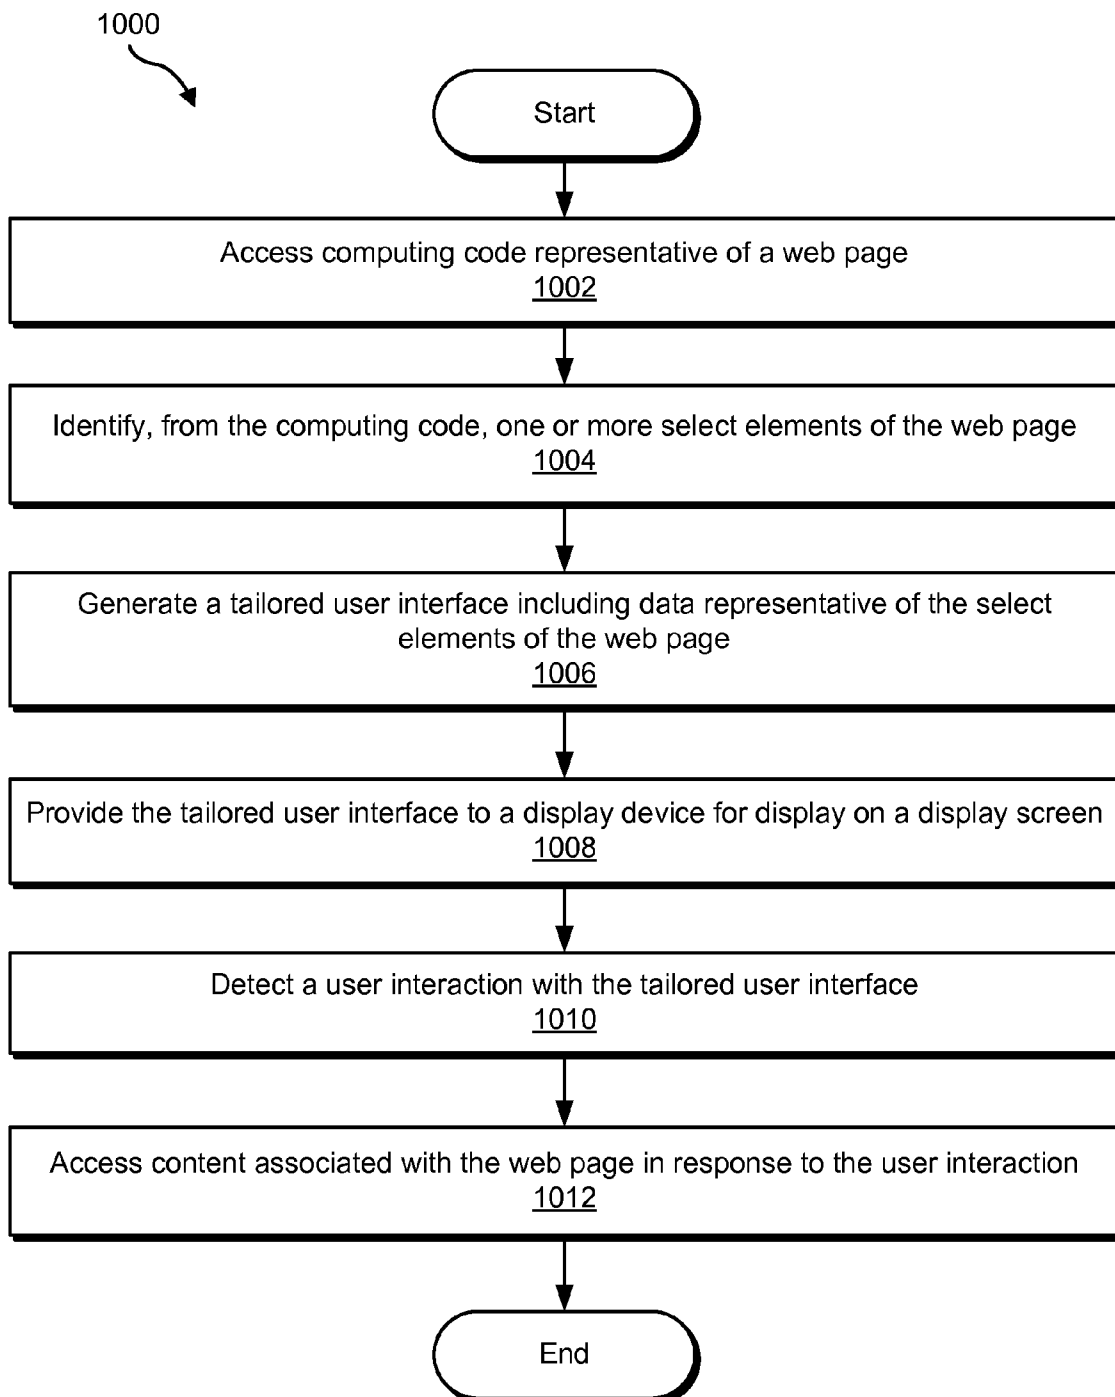 1000
Start
Access computing code representative of a web page
1002
Identify, from the computing code, one or more select elements of the web page
1004
Generate a tailored user interface including data representative of the select
elements of the web page
1006
Provide the tailored user interface to a display device for display on a display screen
1008
Detect a user interaction with the tailored user interface
1010
Access content associated with the web page in response to the user interaction
1012
End